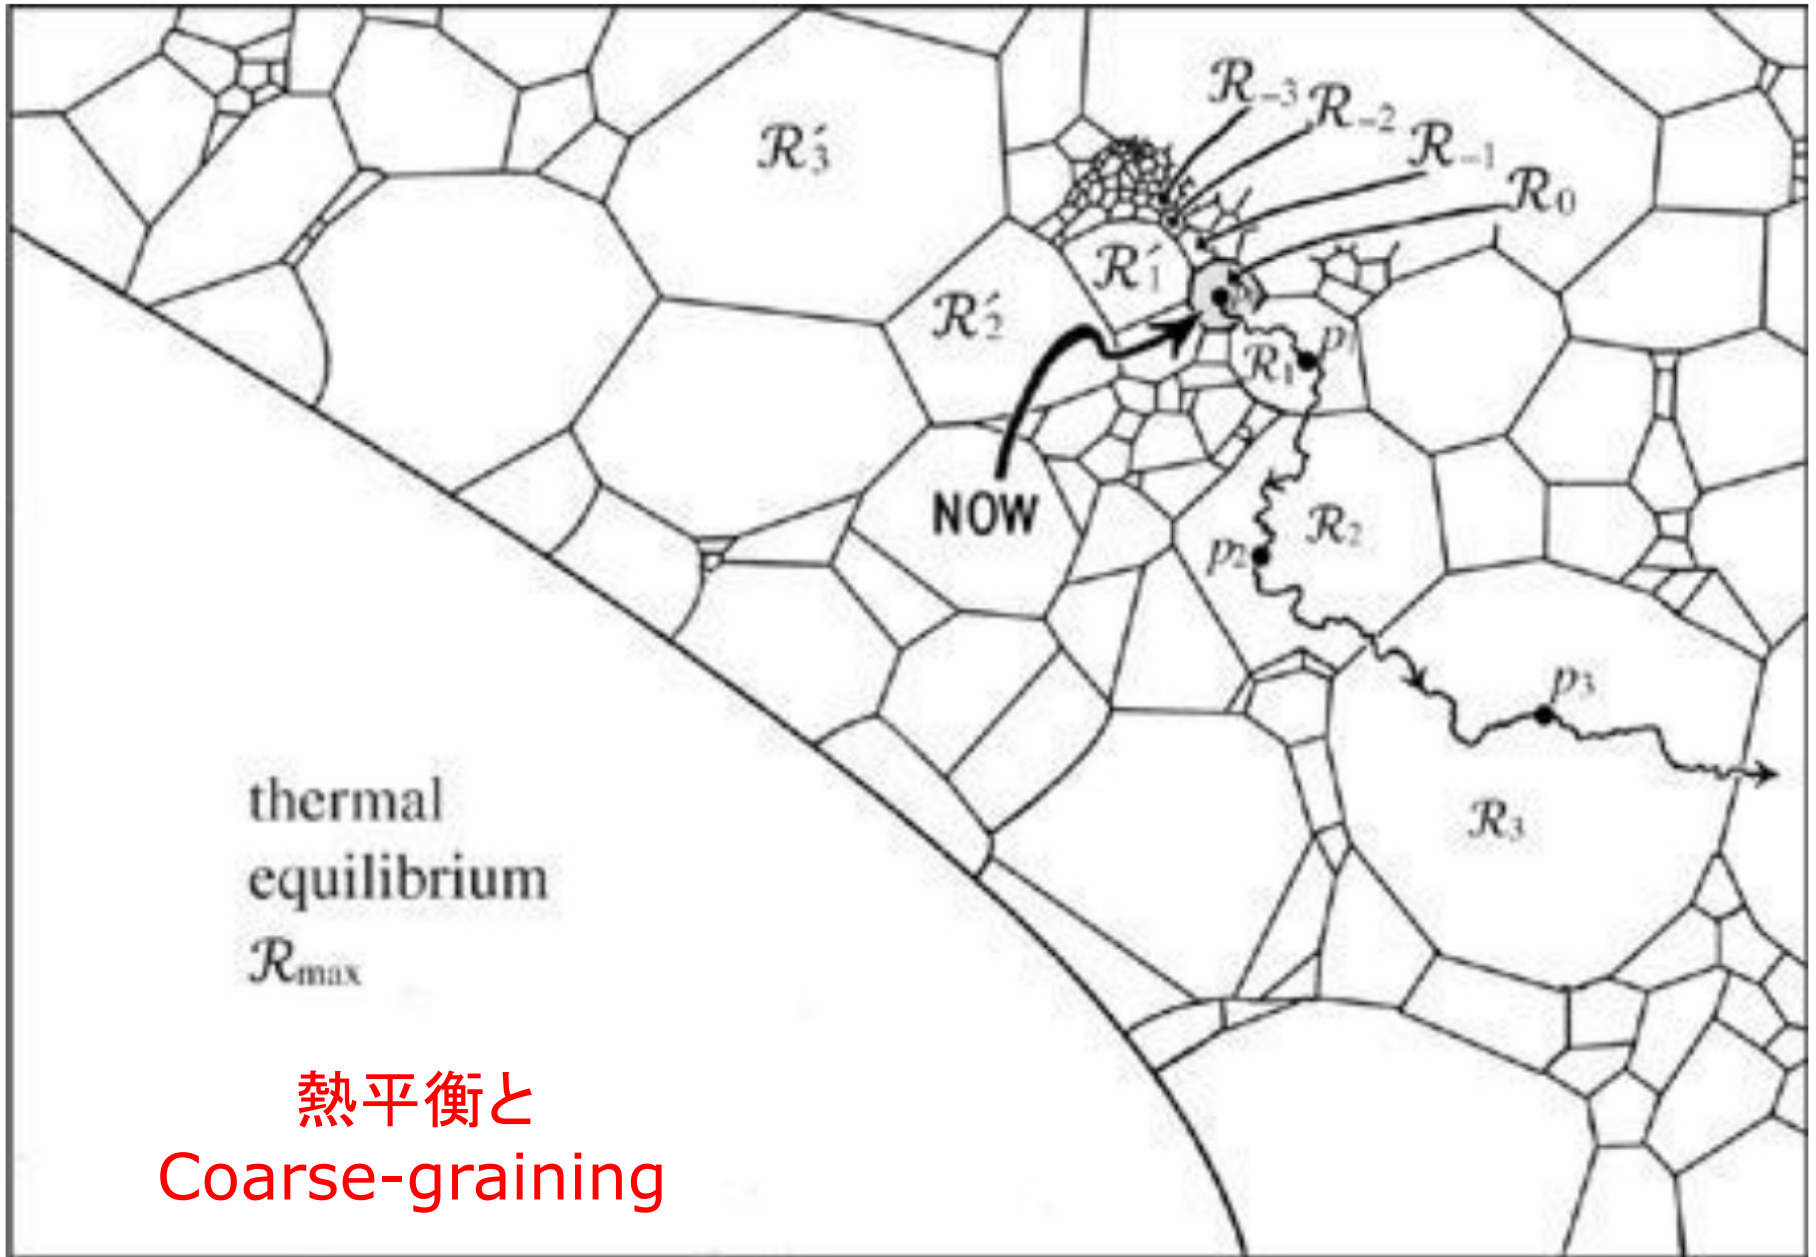 ℛ₋₃
ℛ₋₂
ℛ₋₁
ℛ₀
ℛ′₃
ℛ′₁
ℛ′₂
p₁
ℛ₁
NOW
ℛ₂
p₂
p₃
ℛ₃
thermal
equilibrium
ℛmax
熱平衡と
Coarse-graining